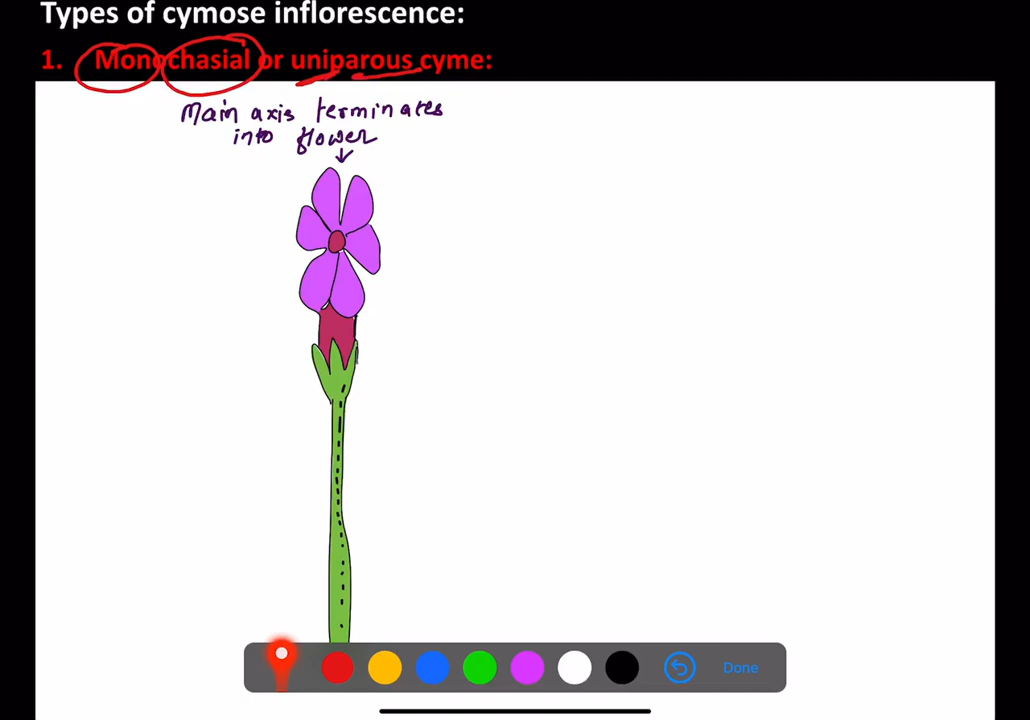 Types of cymose inflorescence:
1. Monochasial or uniparous cyme:
Main axis terminates
into flower
Done